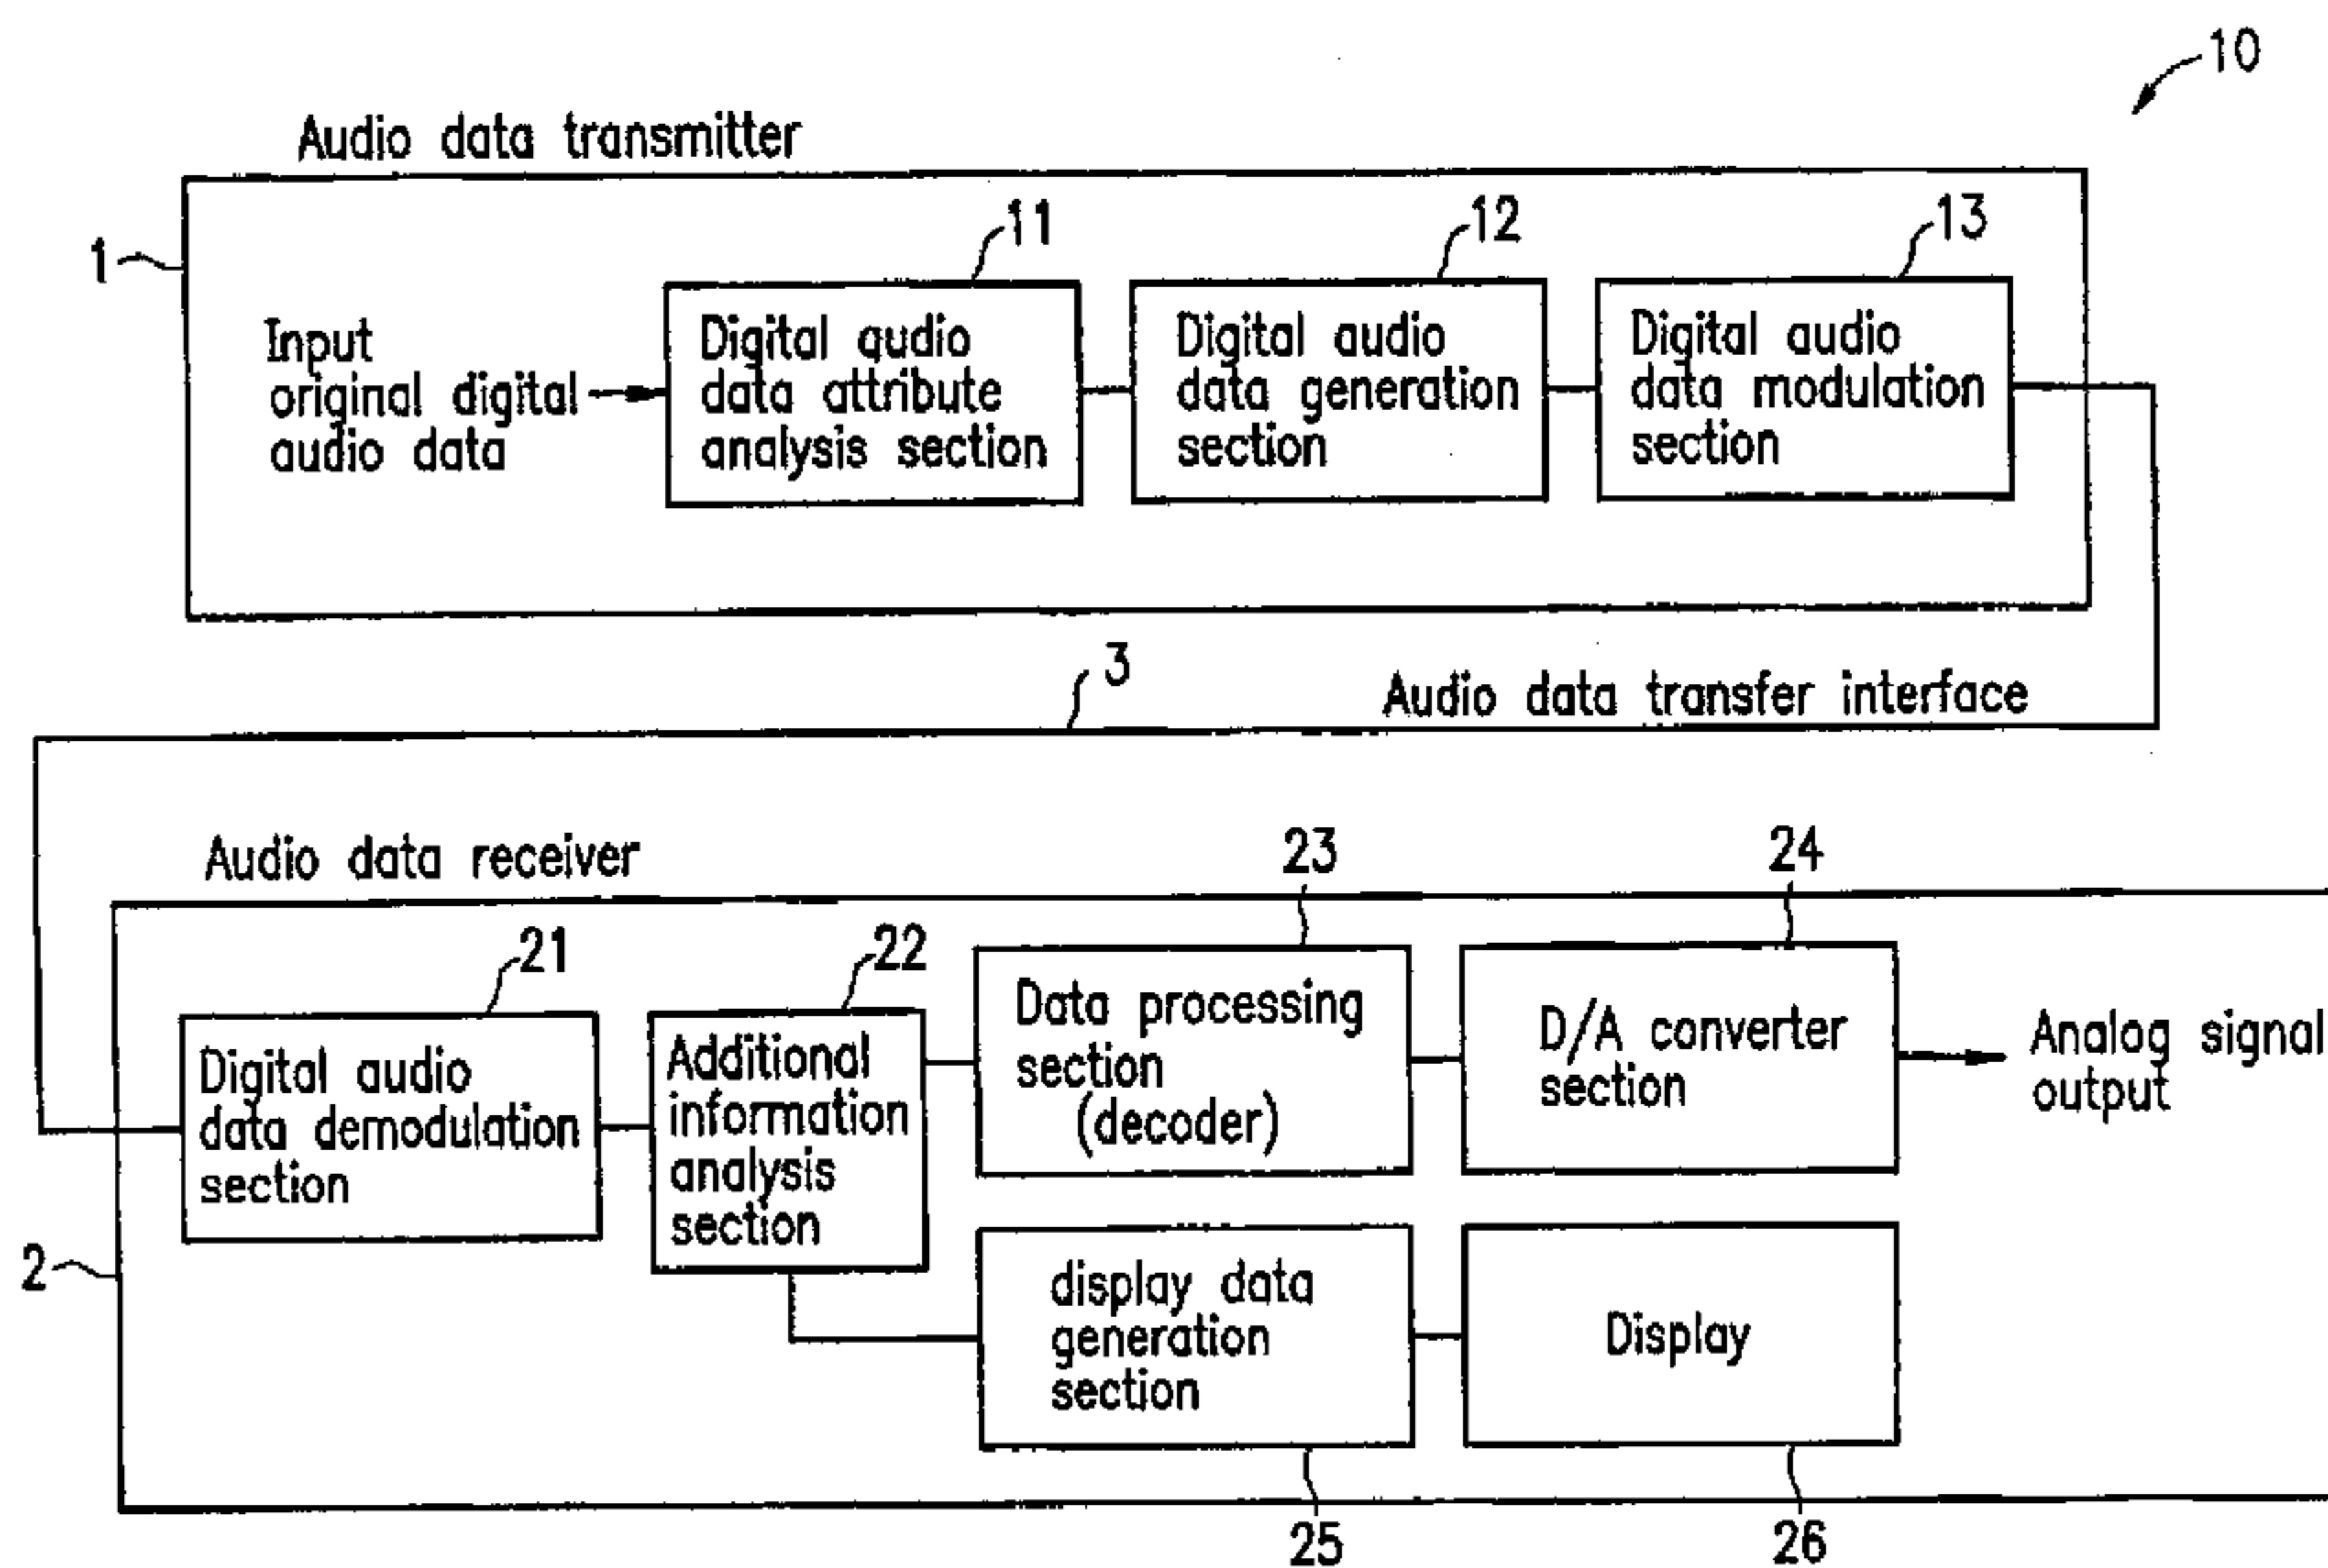 10
Audio data transmitter
1
11
12
13
Input
original digital
audio data
Digital audio
data attribute
analysis section
Digital audio
data generation
section
Digital audio
data modulation
section
3
Audio data transfer interface
Audio data receiver
23
24
21
22
Digital audio
data demodulation
section
Additional
information
analysis
section
Data processing
section
(decoder)
D/A converter
section
Analog signal
output
2
display data
generation
section
Display
25
26